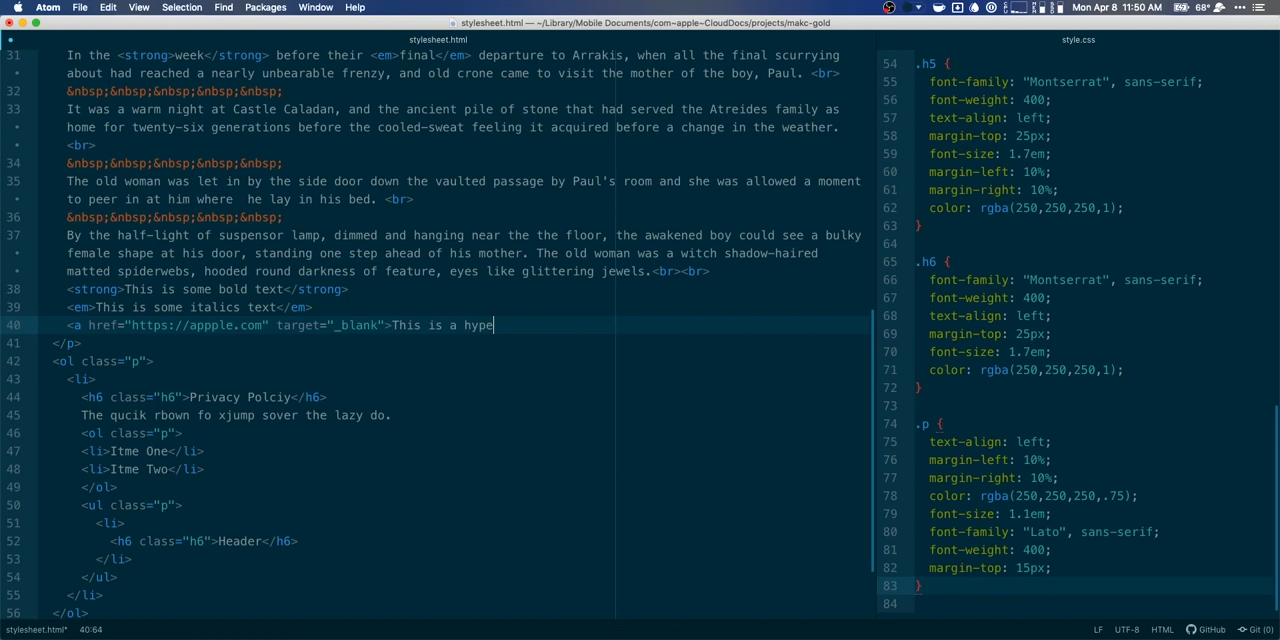 Atom File Edit View Selection Find Packages Window Help
Mon Apr 8 11:50 AM 68°
stylesheet.html — ~/Library/Mobile Documents/com~apple~CloudDocs/projects/makc-gold
stylesheet.html
31 In the <strong>week</strong> before their <em>final</em> departure to Arrakis, when all the final scurrying
• about had reached a nearly unbearable frenzy, and old crone came to visit the mother of the boy, Paul. <br>
32 &nbsp;&nbsp;&nbsp;&nbsp;&nbsp;
33 It was a warm night at Castle Caladan, and the ancient pile of stone that had served the Atreides family as
• home for twenty-six generations before the cooled-sweat feeling it acquired before a change in the weather.
• <br>
34 &nbsp;&nbsp;&nbsp;&nbsp;&nbsp;
35 The old woman was let in by the side door down the vaulted passage by Paul's room and she was allowed a moment
• to peer in at him where  he lay in his bed. <br>
36 &nbsp;&nbsp;&nbsp;&nbsp;&nbsp;
37 By the half-light of suspensor lamp, dimmed and hanging near the the floor, the awakened boy could see a bulky
• female shape at his door, standing one step ahead of his mother. The old woman was a witch shadow-haired
• matted spiderwebs, hooded round darkness of feature, eyes like glittering jewels.<br><br>
38 <strong>This is some bold text</strong>
39 <em>This is some italics text</em>
40 <a href="https://appple.com" target="_blank">This is a hype
41 </p>
42 <ol class="p">
43 <li>
44 <h6 class="h6">Privacy Polciy</h6>
45 The qucik rbown fo xjump sover the lazy do.
46 <ol class="p">
47 <li>Itme One</li>
48 <li>Itme Two</li>
49 </ol>
50 <ul class="p">
51 <li>
52 <h6 class="h6">Header</h6>
53 </li>
54 </ul>
55 </li>
56 </ol>
style.css
54 .h5 {
55 font-family: "Montserrat", sans-serif;
56 font-weight: 400;
57 text-align: left;
58 margin-top: 25px;
59 font-size: 1.7em;
60 margin-left: 10%;
61 margin-right: 10%;
62 color: rgba(250,250,250,1);
63 }
64
65 .h6 {
66 font-family: "Montserrat", sans-serif;
67 font-weight: 400;
68 text-align: left;
69 margin-top: 25px;
70 font-size: 1.7em;
71 color: rgba(250,250,250,1);
72 }
73
74 .p {
75 text-align: left;
76 margin-left: 10%;
77 margin-right: 10%;
78 color: rgba(250,250,250,.75);
79 font-size: 1.1em;
80 font-family: "Lato", sans-serif;
81 font-weight: 400;
82 margin-top: 15px;
83 }
84
stylesheet.html* 40:64
LF UTF-8 HTML GitHub Git (0)